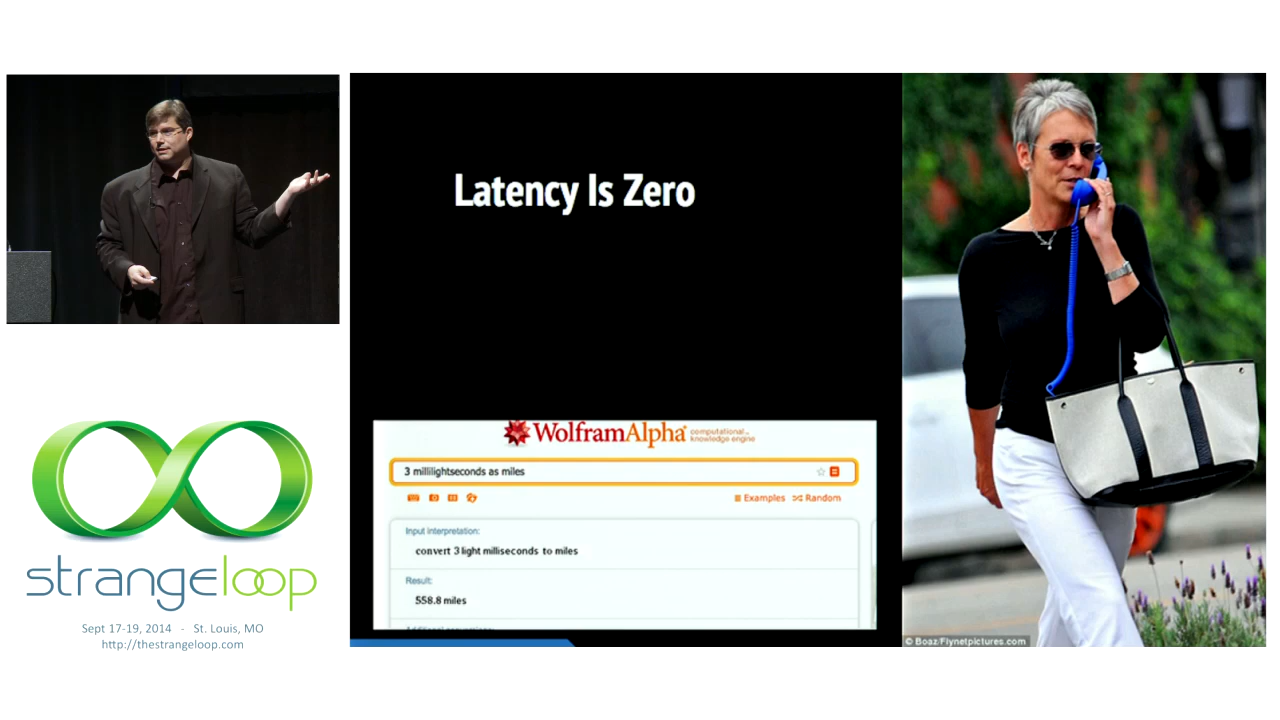 Latency Is Zero
WolframAlpha computational...
knowledge engine
3 millilightseconds as miles
Examples Random
Input interpretation:
convert 3 light milliseconds to miles
Result:
558.8 miles
© Boaz/Flynetpictures.com
strangeloop
Sept 17-19, 2014 - St. Louis, MO
http://thestrangeloop.com